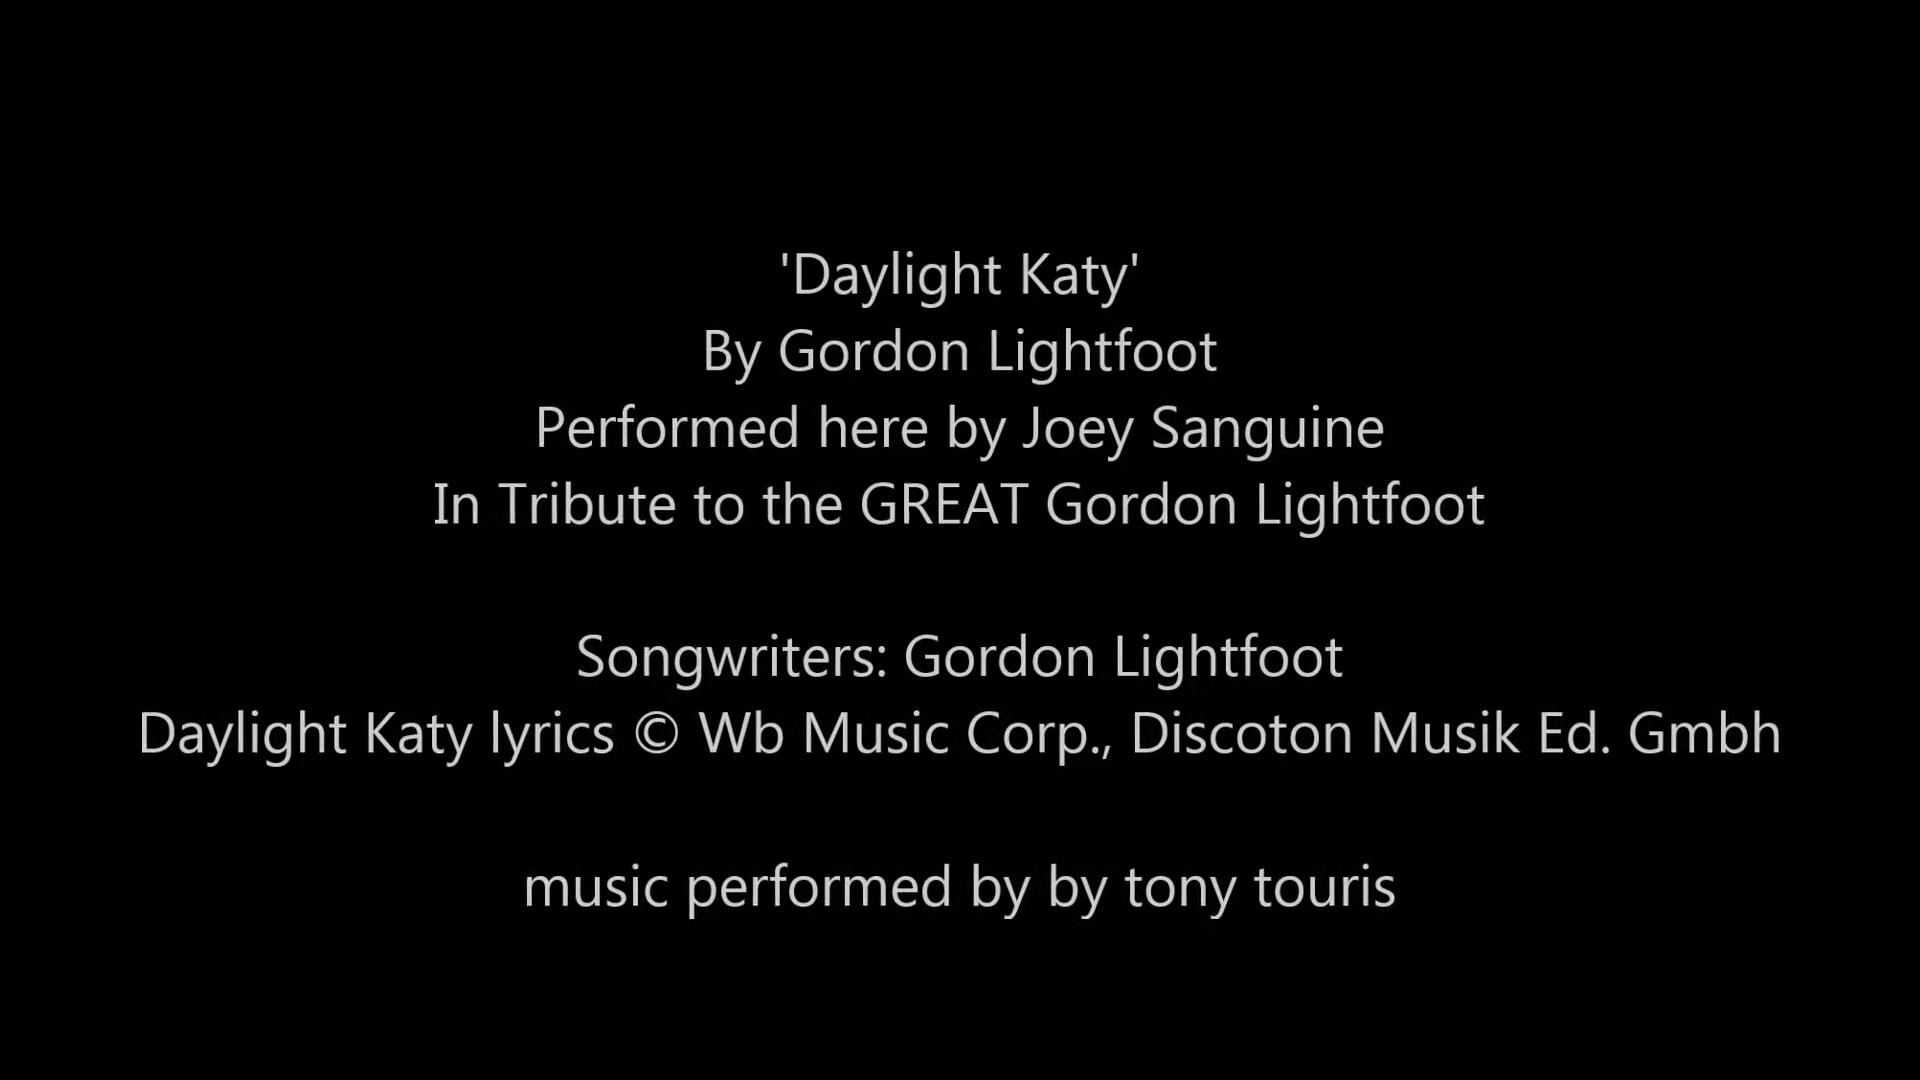 'Daylight Katy'
By Gordon Lightfoot
Performed here by Joey Sanguine
In Tribute to the GREAT Gordon Lightfoot
Songwriters: Gordon Lightfoot
Daylight Katy lyrics © Wb Music Corp., Discoton Musik Ed. Gmbh
music performed by by tony touris